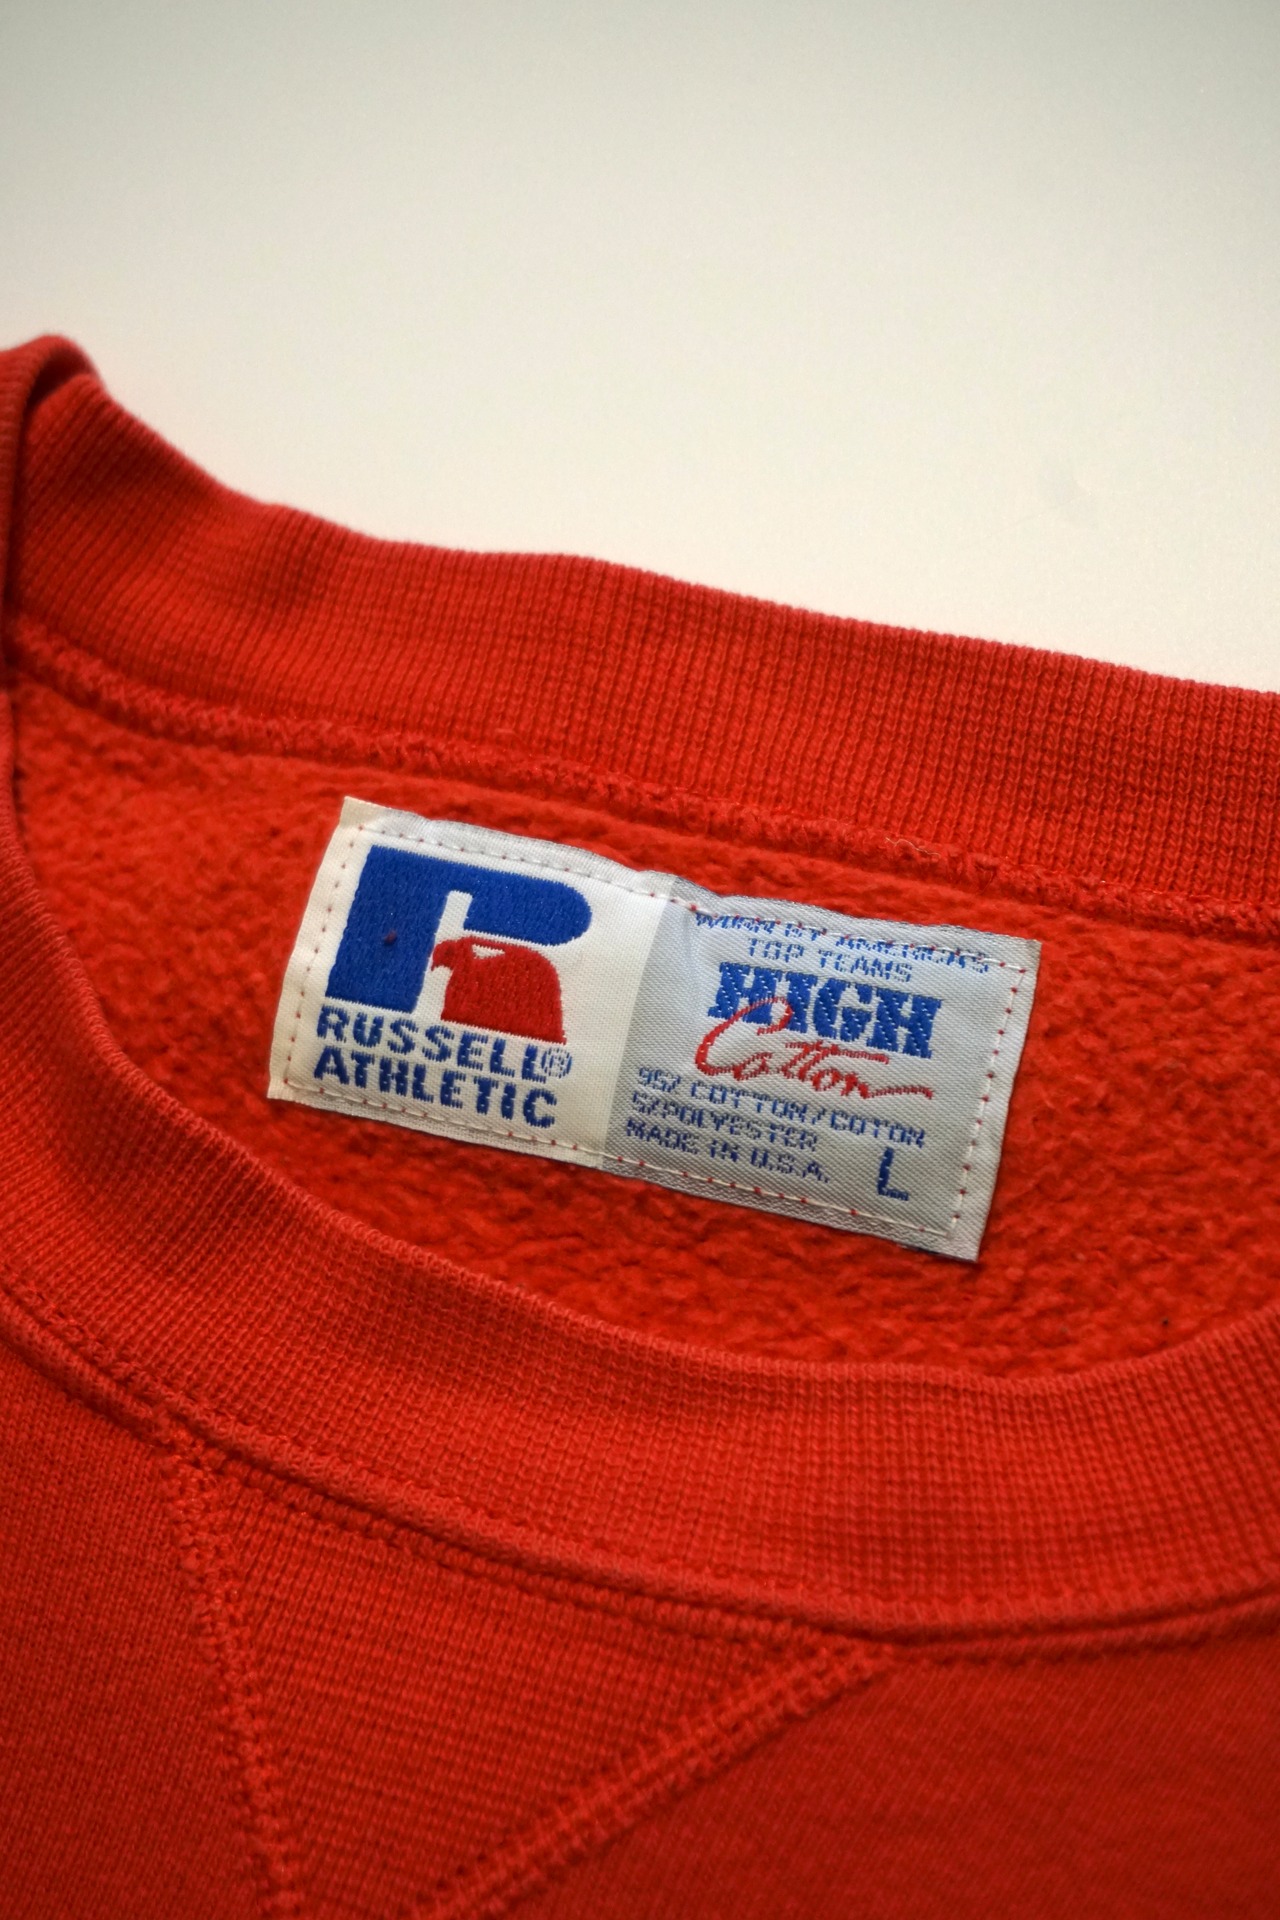 RUSSELL®
ATHLETIC
WORN BY AMERICA'S
TOP TEAMS
HIGH
Cotton
95% COTTON/COTON
5%POLYESTER
MADE IN U.S.A.
L